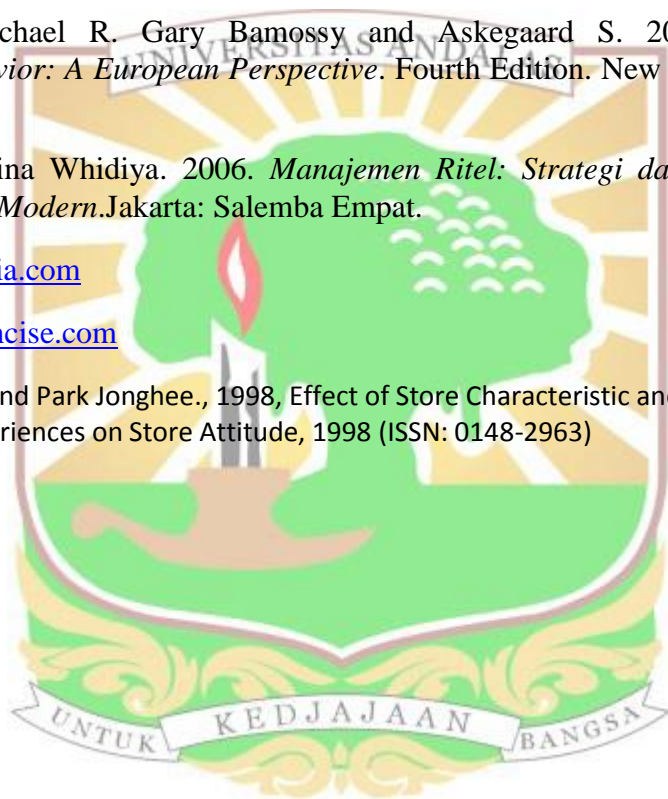 chael R. Gary Bamossy and Askegaard S. 20
UNIVERSITAS ANDALAS
vior: A European Perspective. Fourth Edition. New
ina Whidiya. 2006. Manajemen Ritel: Strategi da
Modern.Jakarta: Salemba Empat.
ia.com
ncise.com
nd Park Jonghee., 1998, Effect of Store Characteristic an
riences on Store Attitude, 1998 (ISSN: 0148-2963)
UNTUK KEDJAJAAN BANGSA